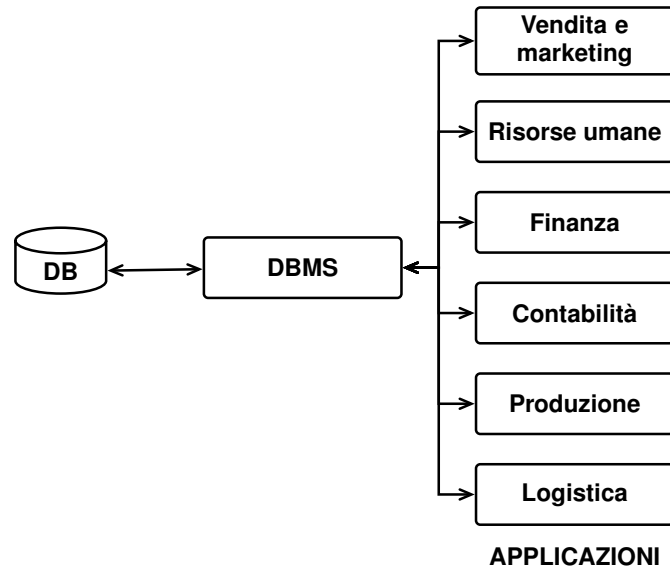 Vendita e
marketing
Risorse umane
Finanza
DB
DBMS
Contabilità
Produzione
Logistica
APPLICAZIONI